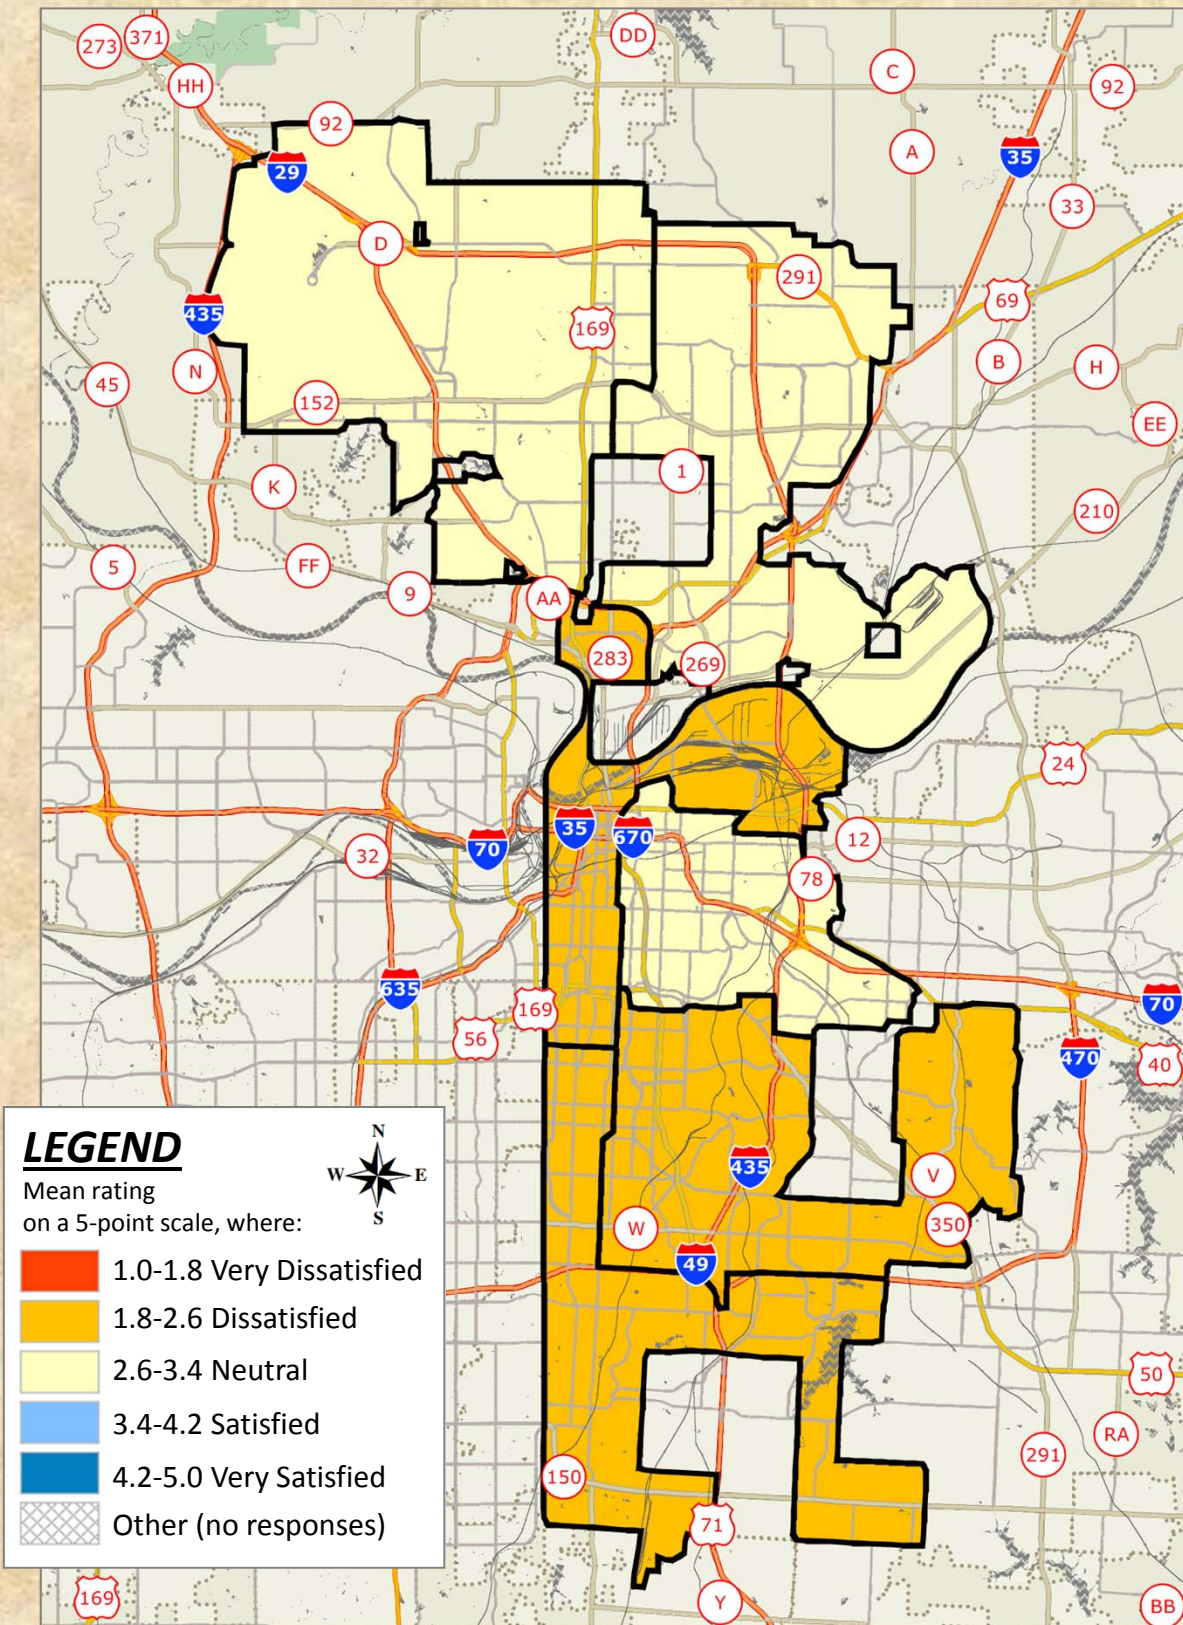 DD
371
273
C
HH
92
92
A
35
29
33
D
291
69
435
169
B
H
N
45
152
EE
1
K
210
5
FF
9
AA
283
269
24
35
670
12
70
32
78
635
70
169
56
470
40
LEGEND
N
W E
S
Mean rating
on a 5-point scale, where:
1.0-1.8 Very Dissatisfied
1.8-2.6 Dissatisfied
2.6-3.4 Neutral
3.4-4.2 Satisfied
4.2-5.0 Very Satisfied
Other (no responses)
435
V
W
350
49
50
RA
291
150
71
169
Y
BB